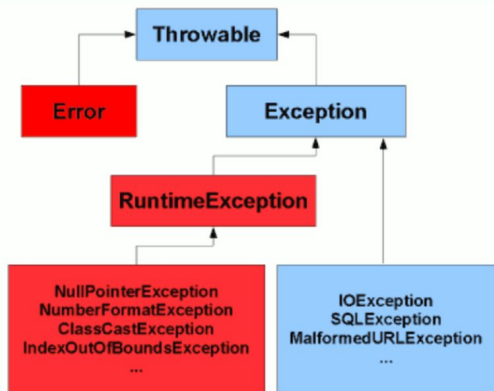 Throwable
Error
Exception
RuntimeException
NullPointerException
NumberFormatException
ClassCastException
IndexOutOfBoundsException
...
IOException
SQLException
MalformedURLException
...